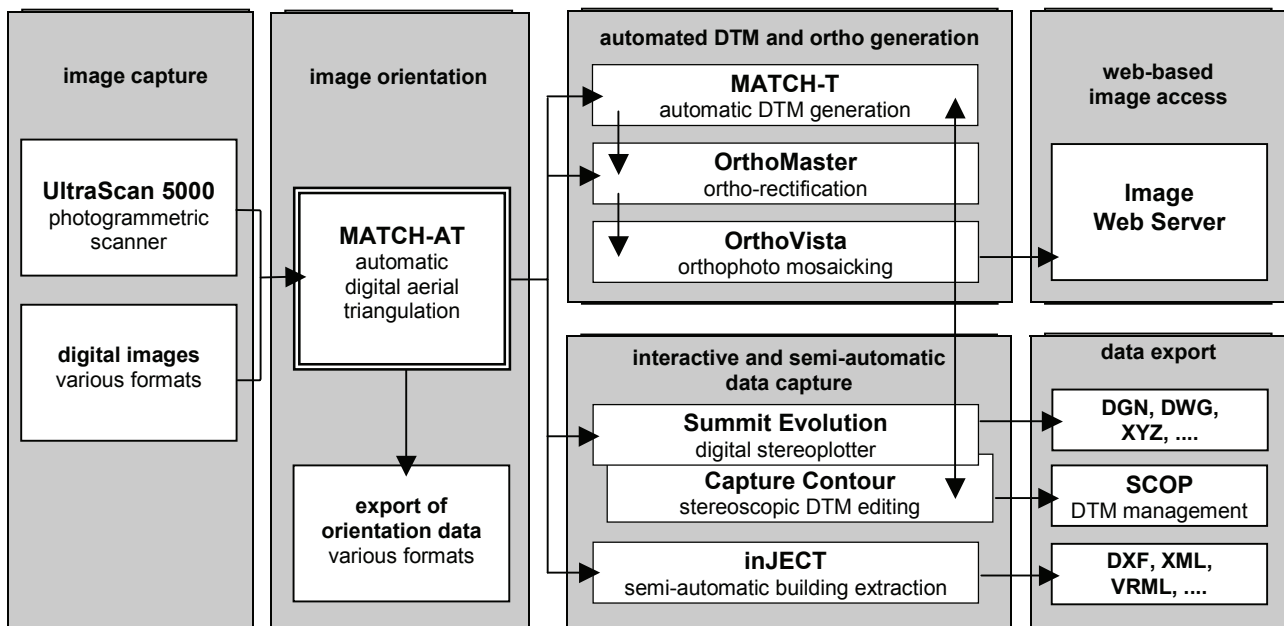 image capture
UltraScan 5000
photogrammetric
scanner
digital images
various formats
image orientation
MATCH-AT
automatic
digital aerial
triangulation
export of
orientation data
various formats
automated DTM and ortho generation
MATCH-T
automatic DTM generation
OrthoMaster
ortho-rectification
OrthoVista
orthophoto mosaicking
interactive and semi-automatic
data capture
Summit Evolution
digital stereoplotter
Capture Contour
stereoscopic DTM editing
inJECT
semi-automatic building extraction
web-based
image access
Image
Web Server
data export
DGN, DWG,
XYZ, ....
SCOP
DTM management
DXF, XML,
VRML, ....